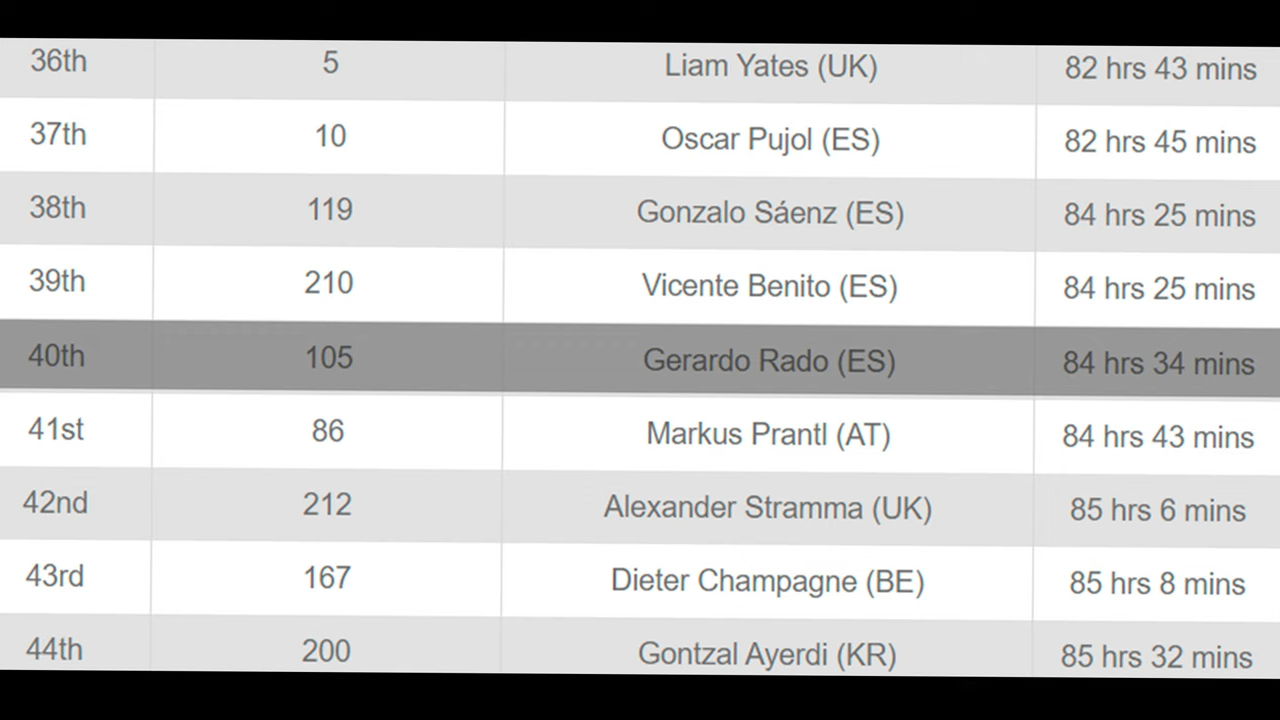 36th 5 Liam Yates (UK) 82 hrs 43 mins
37th 10 Oscar Pujol (ES) 82 hrs 45 mins
38th 119 Gonzalo Sáenz (ES) 84 hrs 25 mins
39th 210 Vicente Benito (ES) 84 hrs 25 mins
40th 105 Gerardo Rado (ES) 84 hrs 34 mins
41st 86 Markus Prantl (AT) 84 hrs 43 mins
42nd 212 Alexander Stramma (UK) 85 hrs 6 mins
43rd 167 Dieter Champagne (BE) 85 hrs 8 mins
44th 200 Gontzal Ayerdi (KR) 85 hrs 32 mins